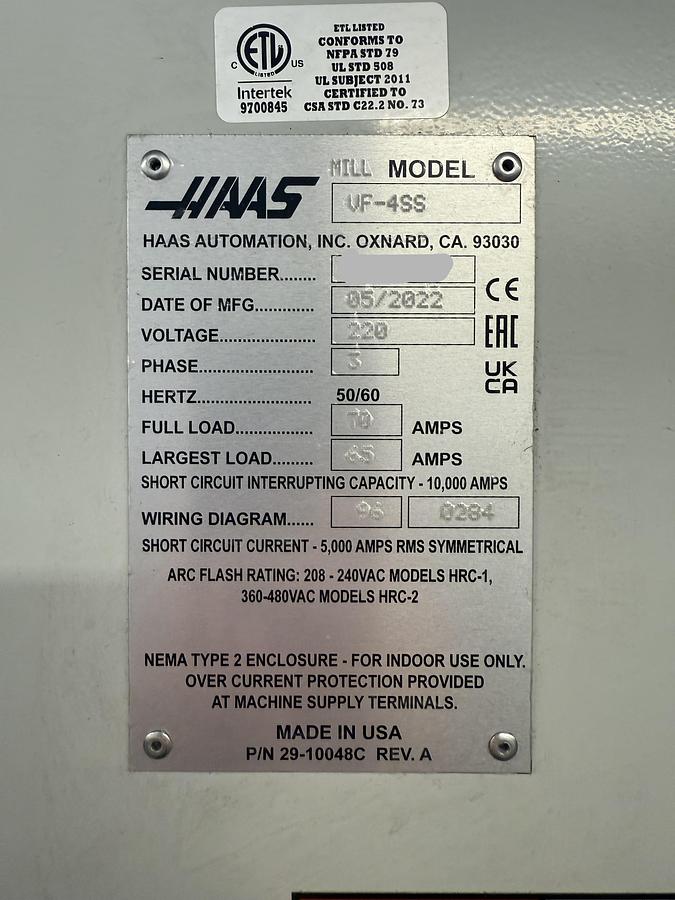 ETL LISTED
CONFORMS TO
NFPA STD 79
UL STD 508
UL SUBJECT 2011
CERTIFIED TO
CSA STD C22.2 NO. 73
C ETL US
LISTED
Intertek
9700845
HAAS
MILL MODEL
VF-4SS
HAAS AUTOMATION, INC. OXNARD, CA. 93030
SERIAL NUMBER........
DATE OF MFG............. 05/2022
VOLTAGE...................... 220
PHASE.......................... 3
HERTZ.......................... 50/60
FULL LOAD.................. 70 AMPS
LARGEST LOAD......... 65 AMPS
SHORT CIRCUIT INTERRUPTING CAPACITY - 10,000 AMPS
WIRING DIAGRAM...... 96 0284
SHORT CIRCUIT CURRENT - 5,000 AMPS RMS SYMMETRICAL
ARC FLASH RATING: 208 - 240VAC MODELS HRC-1,
360-480VAC MODELS HRC-2
NEMA TYPE 2 ENCLOSURE - FOR INDOOR USE ONLY.
OVER CURRENT PROTECTION PROVIDED
AT MACHINE SUPPLY TERMINALS.
MADE IN USA
P/N 29-10048C REV. A
CE
EAC
UK
CA